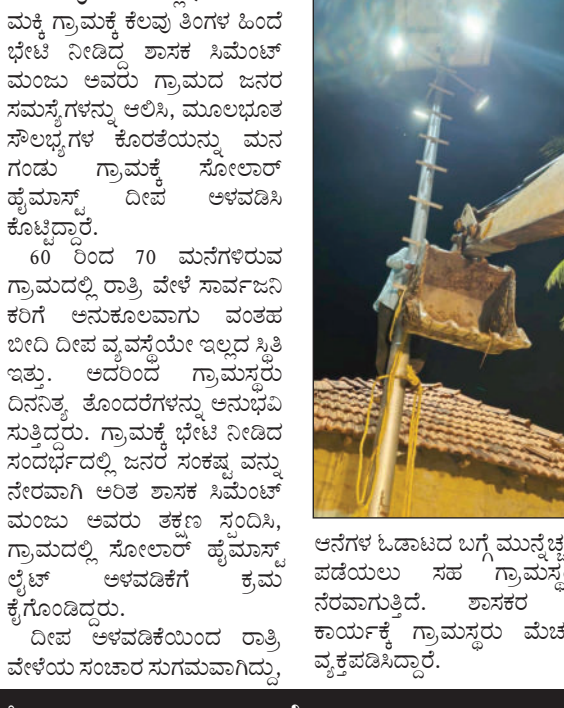 ಮಕ್ಕಿ ಗ್ರಾಮಕ್ಕೆ ಕೆಲವು ತಿಂಗಳ ಹಿಂದೆ
ಭೇಟಿ ನೀಡಿದ್ದ ಶಾಸಕ ಸಿಮೆಂಟ್
ಮಂಜು ಅವರು ಗ್ರಾಮದ ಜನರ
ಸಮಸ್ಯೆಗಳನ್ನು ಆಲಿಸಿ, ಮೂಲಭೂತ
ಸೌಲಭ್ಯಗಳ ಕೊರತೆಯನ್ನು ಮನ
ಗಂಡು ಗ್ರಾಮಕ್ಕೆ ಸೋಲಾರ್
ಹೈಮಾಸ್ಟ್ ದೀಪ ಅಳವಡಿಸಿ
ಕೊಟ್ಟಿದ್ದಾರೆ.
60 ರಿಂದ 70 ಮನೆಗಳಿರುವ
ಗ್ರಾಮದಲ್ಲಿ ರಾತ್ರಿ ವೇಳೆ ಸಾರ್ವಜನಿ
ಕರಿಗೆ ಅನುಕೂಲವಾಗು ವಂತಹ
ಬೀದಿ ದೀಪ ವ್ಯವಸ್ಥೆಯೇ ಇಲ್ಲದ ಸ್ಥಿತಿ
ಇತ್ತು. ಅದರಿಂದ ಗ್ರಾಮಸ್ಥರು
ದಿನನಿತ್ಯ ತೊಂದರೆಗಳನ್ನು ಅನುಭವಿ
ಸುತ್ತಿದ್ದರು. ಗ್ರಾಮಕ್ಕೆ ಭೇಟಿ ನೀಡಿದ
ಸಂದರ್ಭದಲ್ಲಿ ಜನರ ಸಂಕಷ್ಟವನ್ನು
ನೇರವಾಗಿ ಅರಿತ ಶಾಸಕ ಸಿಮೆಂಟ್
ಮಂಜು ಅವರು ತಕ್ಷಣ ಸ್ಪಂದಿಸಿ,
ಗ್ರಾಮದಲ್ಲಿ ಸೋಲಾರ್ ಹೈಮಾಸ್ಟ್
ಲೈಟ್ ಅಳವಡಿಕೆಗೆ ಕ್ರಮ
ಕೈಗೊಂಡಿದ್ದರು.
ದೀಪ ಅಳವಡಿಕೆಯಿಂದ ರಾತ್ರಿ
ವೇಳೆಯ ಸಂಚಾರ ಸುಗಮವಾಗಿದ್ದು,
ಆನೆಗಳ ಓಡಾಟದ ಬಗ್ಗೆ
ಪಡೆಯಲು ಸಹ
ನೆರವಾಗುತ್ತಿದೆ. ಶಾಸಕರ
ಕಾರ್ಯಕ್ಕೆ ಗ್ರಾಮಸ್ಥರು
ವ್ಯಕ್ತಪಡಿಸಿದ್ದಾರೆ.